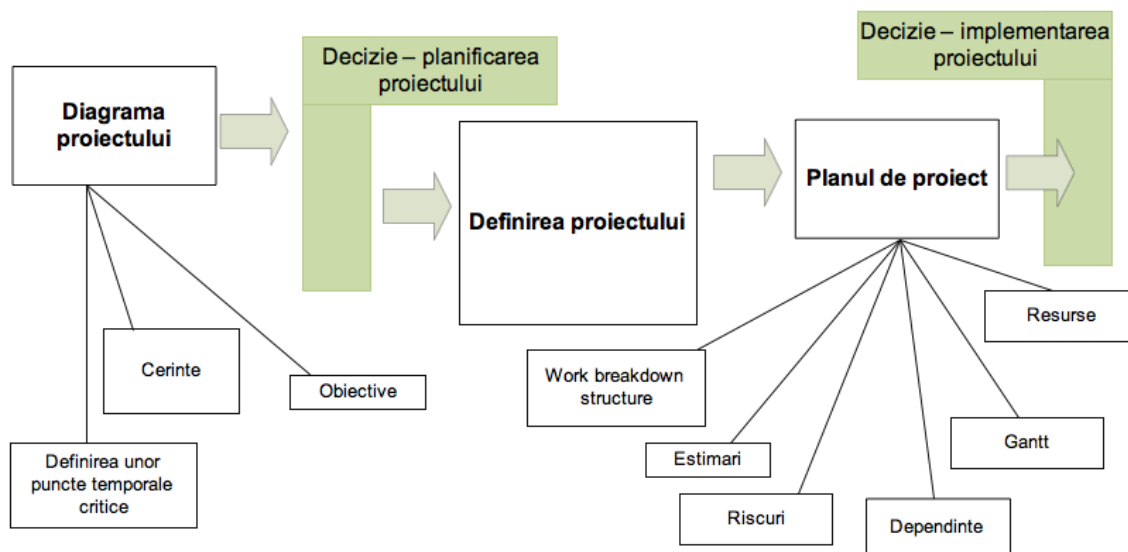 Decizie – planificarea
proiectului
Decizie – implementarea
proiectului
Diagrama
proiectului
Definirea proiectului
Planul de proiect
Cerinte
Obiective
Definirea unor
puncte temporale
critice
Work breakdown
structure
Estimari
Riscuri
Dependinte
Gantt
Resurse